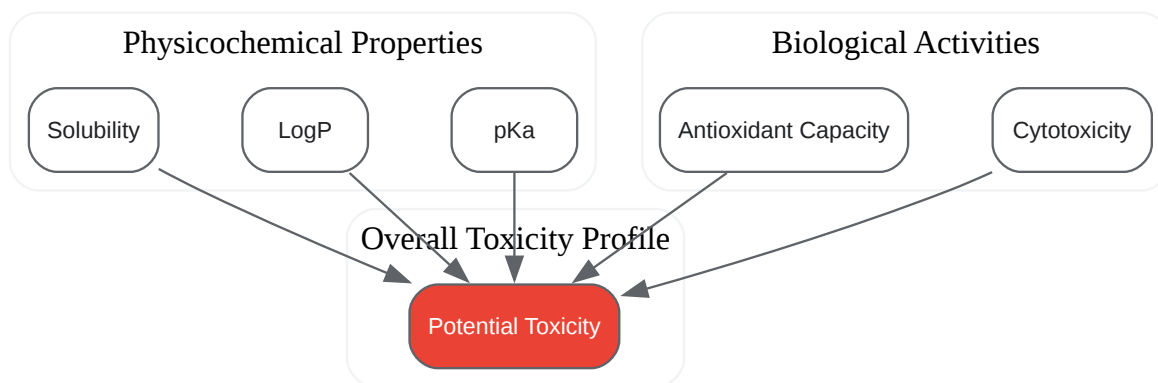 Physicochemical Properties
Biological Activities
Solubility
LogP
pKa
Antioxidant Capacity
Cytotoxicity
Overall Toxicity Profile
Potential Toxicity